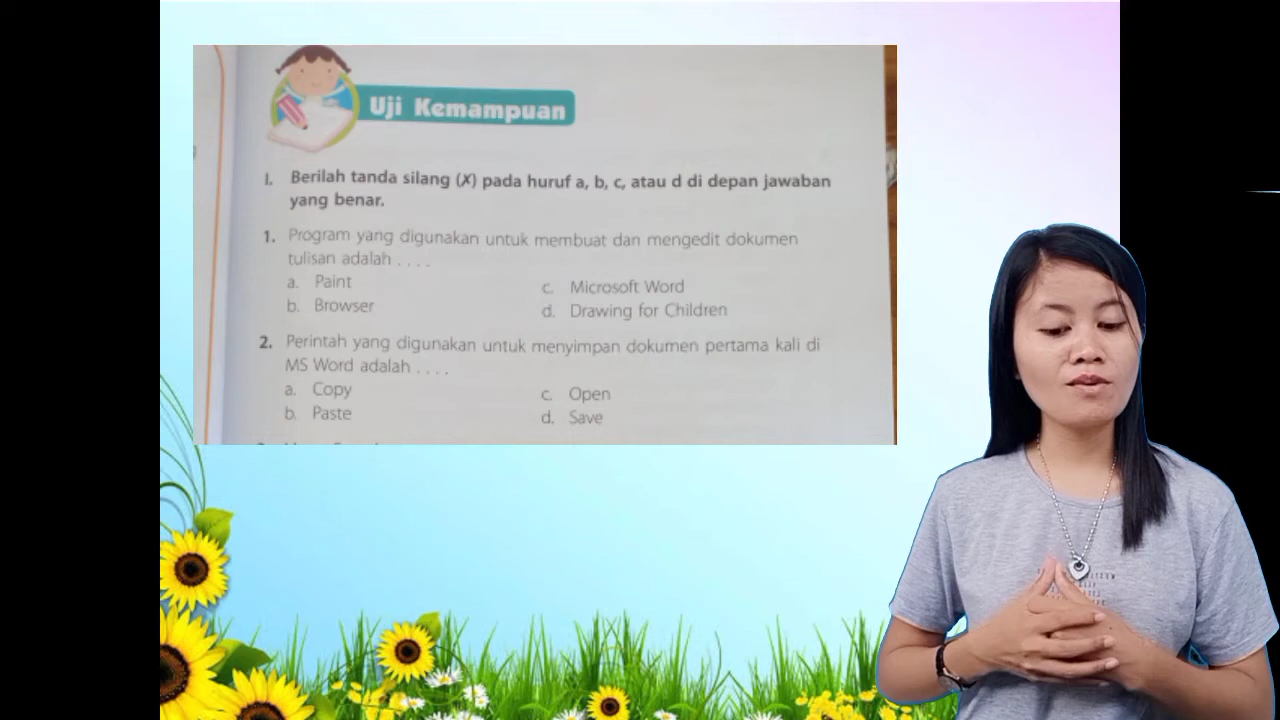 Uji Kemampuan
I. Berilah tanda silang (X) pada huruf a, b, c, atau d di depan jawaban
yang benar.
1. Program yang digunakan untuk membuat dan mengedit dokumen
tulisan adalah . . . .
a. Paint
c. Microsoft Word
b. Browser
d. Drawing for Children
2. Perintah yang digunakan untuk menyimpan dokumen pertama kali di
MS Word adalah . . . .
a. Copy
c. Open
b. Paste
d. Save